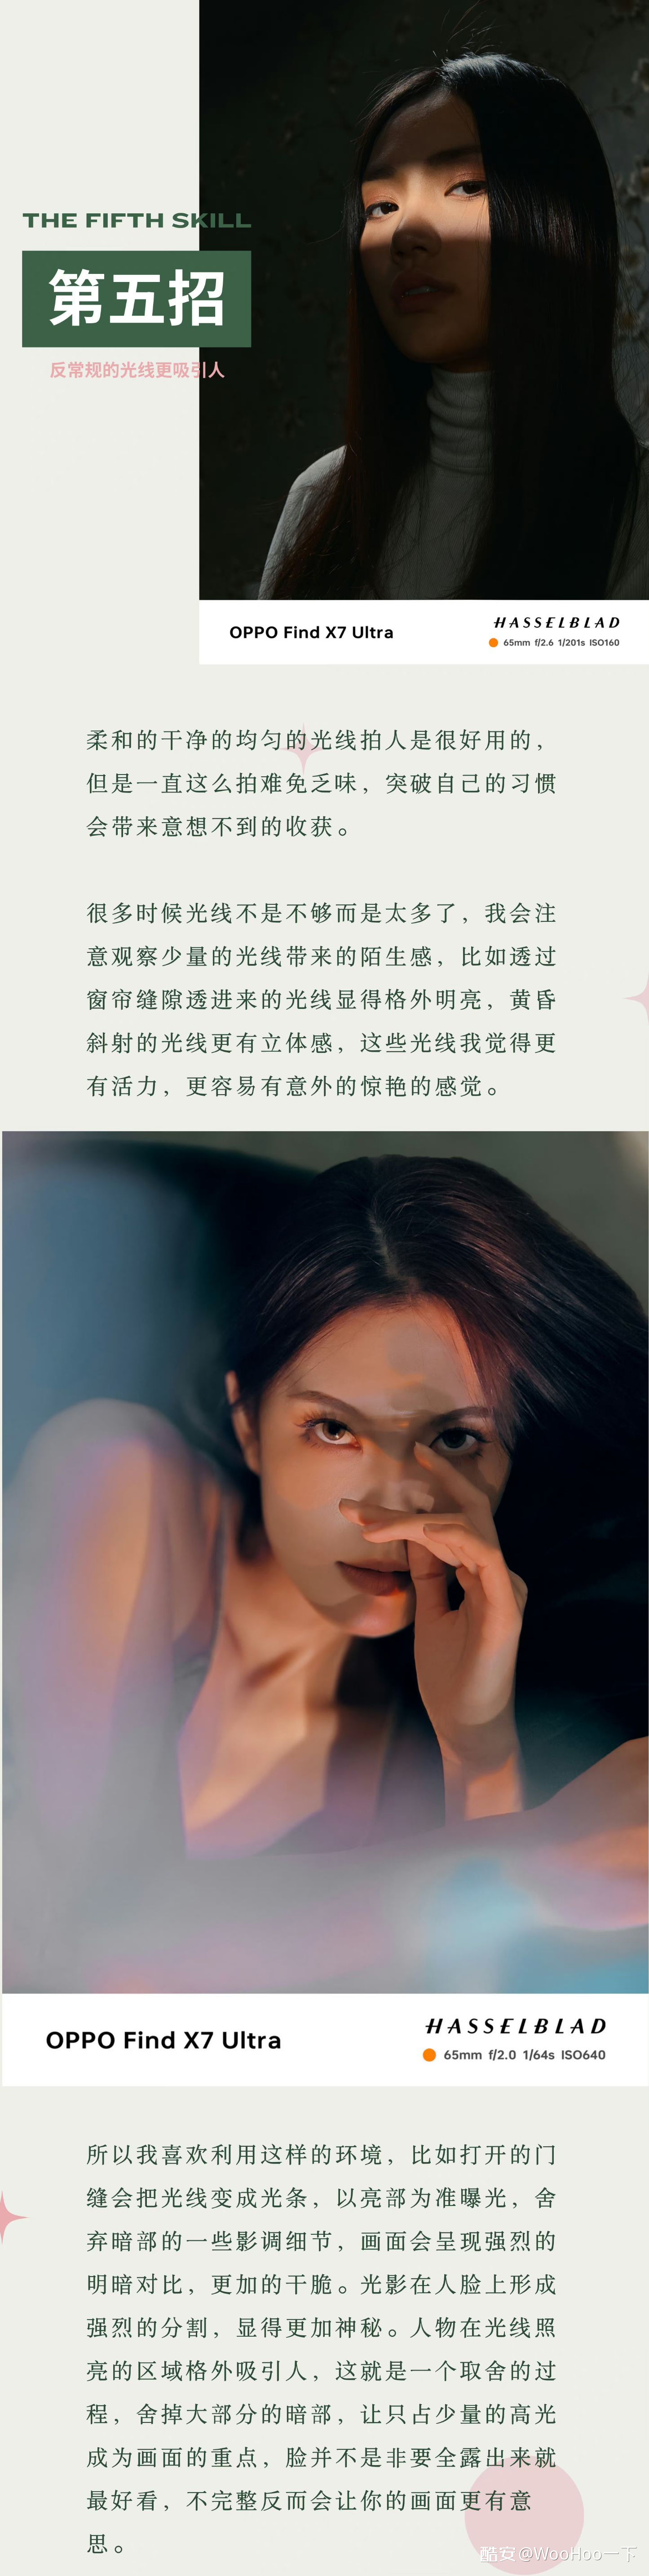 THE FIFTH SKILL
第五招
反常规的光线更吸引人
OPPO Find X7 Ultra
HASSELBLAD
65mm f/2.6 1/201s ISO160
柔和的干净的均匀的光线拍人是很好用的，
但是一直这么拍难免乏味，突破自己的习惯
会带来意想不到的收获。
很多时候光线不是不够而是太多了，我会注
意观察少量的光线带来的陌生感，比如透过
窗帘缝隙透进来的光线显得格外明亮，黄昏
斜射的光线更有立体感，这些光线我觉得更
有活力，更容易有意外的惊艳的感觉。
OPPO Find X7 Ultra
HASSELBLAD
65mm f/2.0 1/64s ISO640
所以我喜欢利用这样的环境，比如打开的门
缝会把光线变成光条，以亮部为准曝光，舍
弃暗部的一些影调细节，画面会呈现强烈的
明暗对比，更加的干脆。光影在人脸上形成
强烈的分割，显得更加神秘。人物在光线照
亮的区域格外吸引人，这就是一个取舍的过
程，舍掉大部分的暗部，让只占少量的高光
成为画面的重点，脸并不是非要全露出来就
最好看，不完整反而会让你的画面更有意
思。
酷安@WooHoo一下